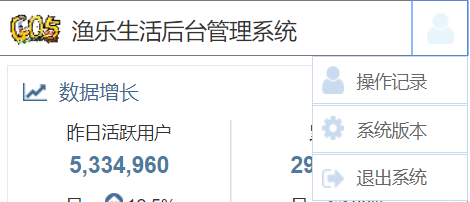 GOS 渔乐生活后台管理系统
操作记录
系统版本
退出系统
数据增长
昨日活跃用户
5,334,960
29